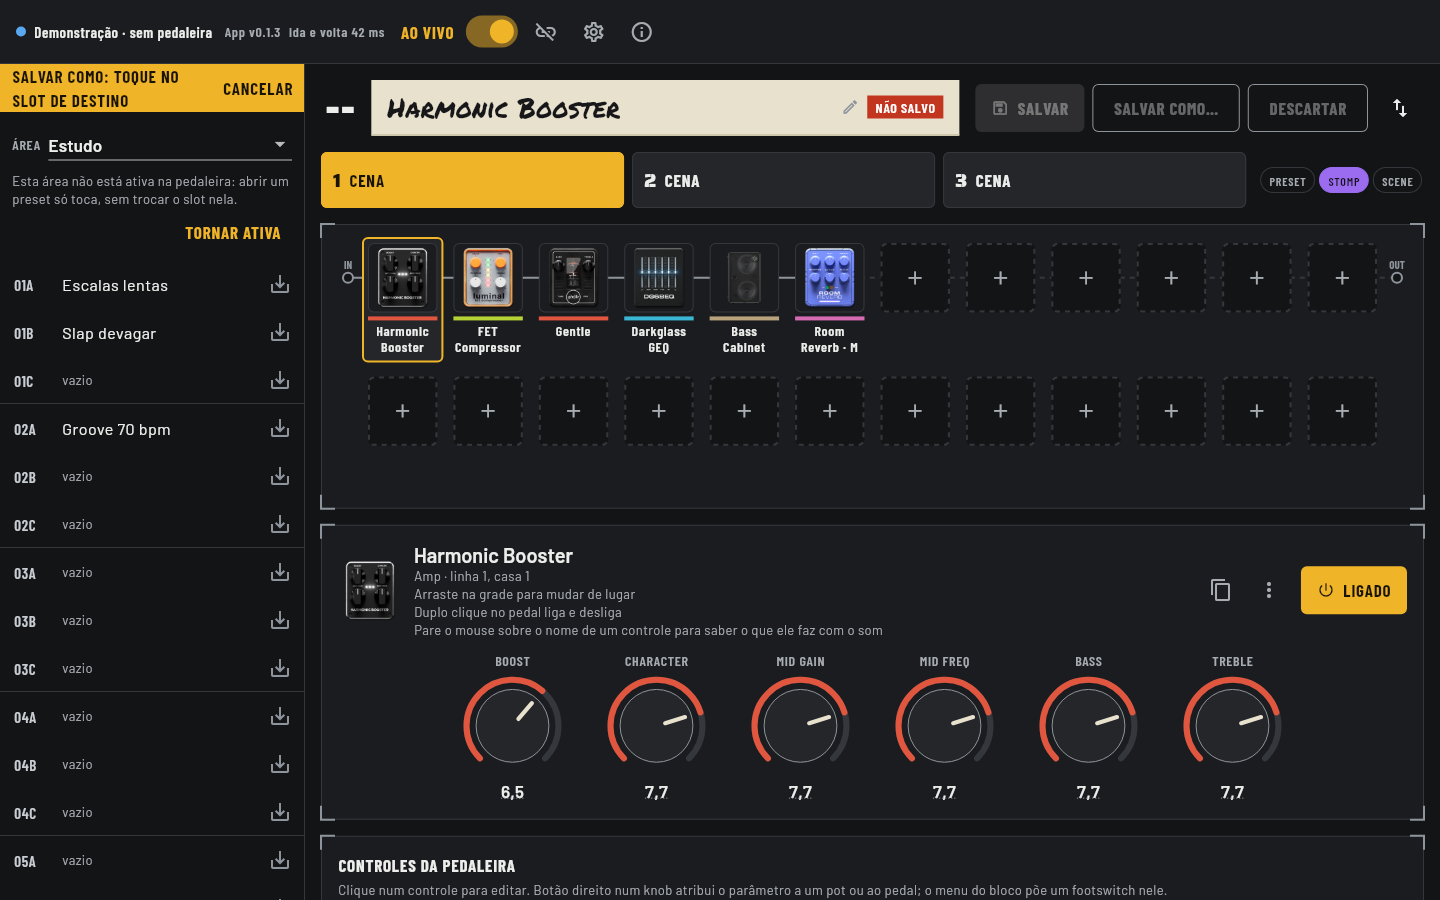 Demonstração · sem pedaleira App v0.1.3 Ida e volta 42 ms AO VIVO
SALVAR COMO: TOQUE NO
SLOT DE DESTINO
CANCELAR
ÁREA Estudo
Esta área não está ativa na pedaleira: abrir um
preset só toca, sem trocar o slot nela.
TORNAR ATIVA
01A Escalas lentas
01B Slap devagar
01C vazio
02A Groove 70 bpm
02B vazio
02C vazio
03A vazio
03B vazio
03C vazio
04A vazio
04B vazio
04C vazio
05A vazio
-- Harmonic Booster NÃO SALVO SALVAR SALVAR COMO... DESCARTAR
1 CENA 2 CENA 3 CENA PRESET STOMP SCENE
IN OUT
Harmonic
Booster
FET
Compressor
Gentle
Darkglass
GEQ
Bass
Cabinet
Room
Reverb · M
Harmonic Booster
Amp · linha 1, casa 1
Arraste na grade para mudar de lugar
Duplo clique no pedal liga e desliga
Pare o mouse sobre o nome de um controle para saber o que ele faz com o som
LIGADO
BOOST CHARACTER MID GAIN MID FREQ BASS TREBLE
6,5 7,7 7,7 7,7 7,7 7,7
CONTROLES DA PEDALEIRA
Clique num controle para editar. Botão direito num knob atribui o parâmetro a um pot ou ao pedal; o menu do bloco põe um footswitch nele.